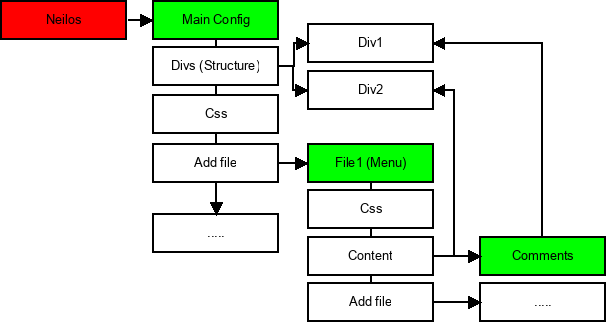 Neilos
Main Config
Divs (Structure)
Div1
Div2
Css
Add file
File1 (Menu)
Css
.....
Content
Comments
Add file
.....